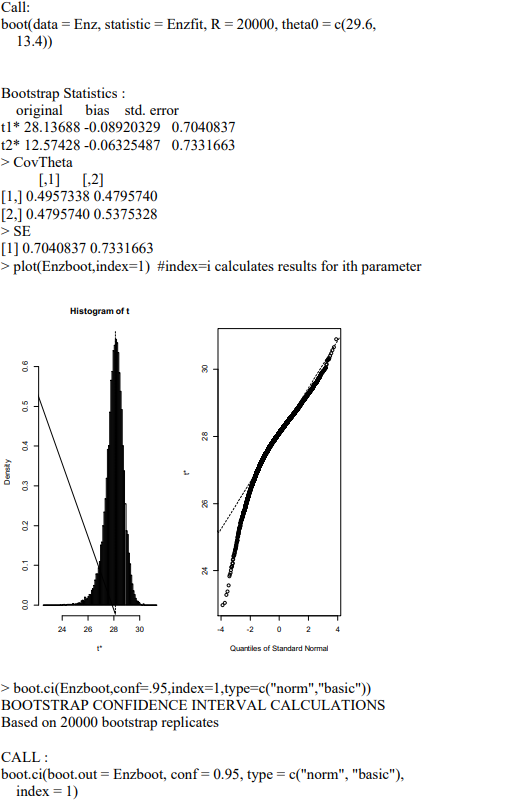 Call:
boot(data = Enz, statistic = Enzfit, R = 20000, theta0 = c(29.6,
13.4))
Bootstrap Statistics :
original bias std. error
t1* 28.13688 -0.08920329 0.7040837
t2* 12.57428 -0.06325487 0.7331663
> CovTheta
[,1] [,2]
[1,] 0.4957338 0.4795740
[2,] 0.4795740 0.5375328
> SE
[1] 0.7040837 0.7331663
> plot(Enzboot,index=1) #index=i calculates results for ith parameter
Histogram of t
Density
0.0 0.1 0.2 0.3 0.4 0.5 0.6
24 26 28 30
t*
t*
24 26 28 30
-4 -2 0 2 4
Quantiles of Standard Normal
> boot.ci(Enzboot,conf=.95,index=1,type=c("norm","basic"))
BOOTSTRAP CONFIDENCE INTERVAL CALCULATIONS
Based on 20000 bootstrap replicates
CALL :
boot.ci(boot.out = Enzboot, conf = 0.95, type = c("norm", "basic"),
index = 1)